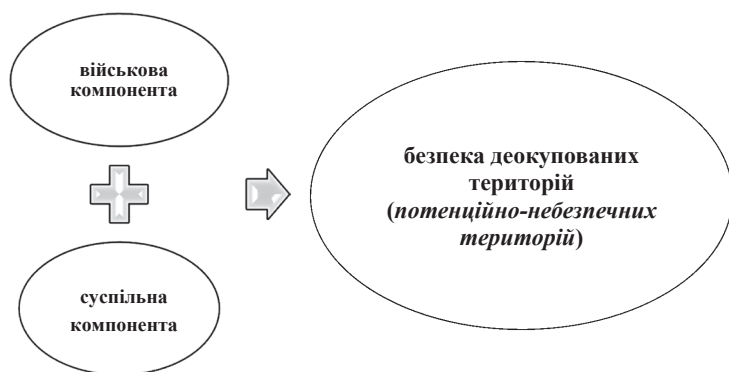 військова
компонента
безпека деокупованих
територій
(потенційно-небезпечних
територій)
суспільна
компонента